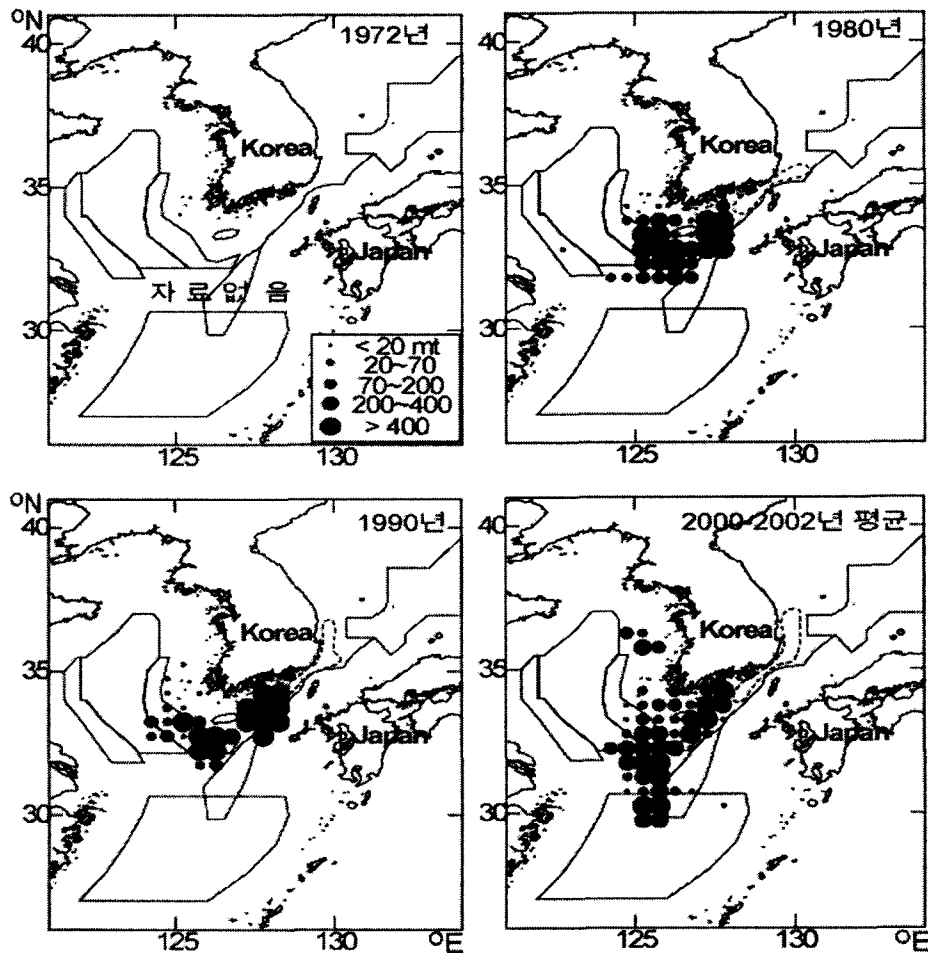 °N
40
1972년
Korea
35
Japan
자료없음
30
< 20 mt
20~70
70~200
200~400
> 400
125
130
40
1980년
Korea
35
Japan
30
125
130
°N
40
1990년
Korea
35
Japan
30
125
130
°E
40
2000-2002년 평균
Korea
35
Japan
30
125
130
°E